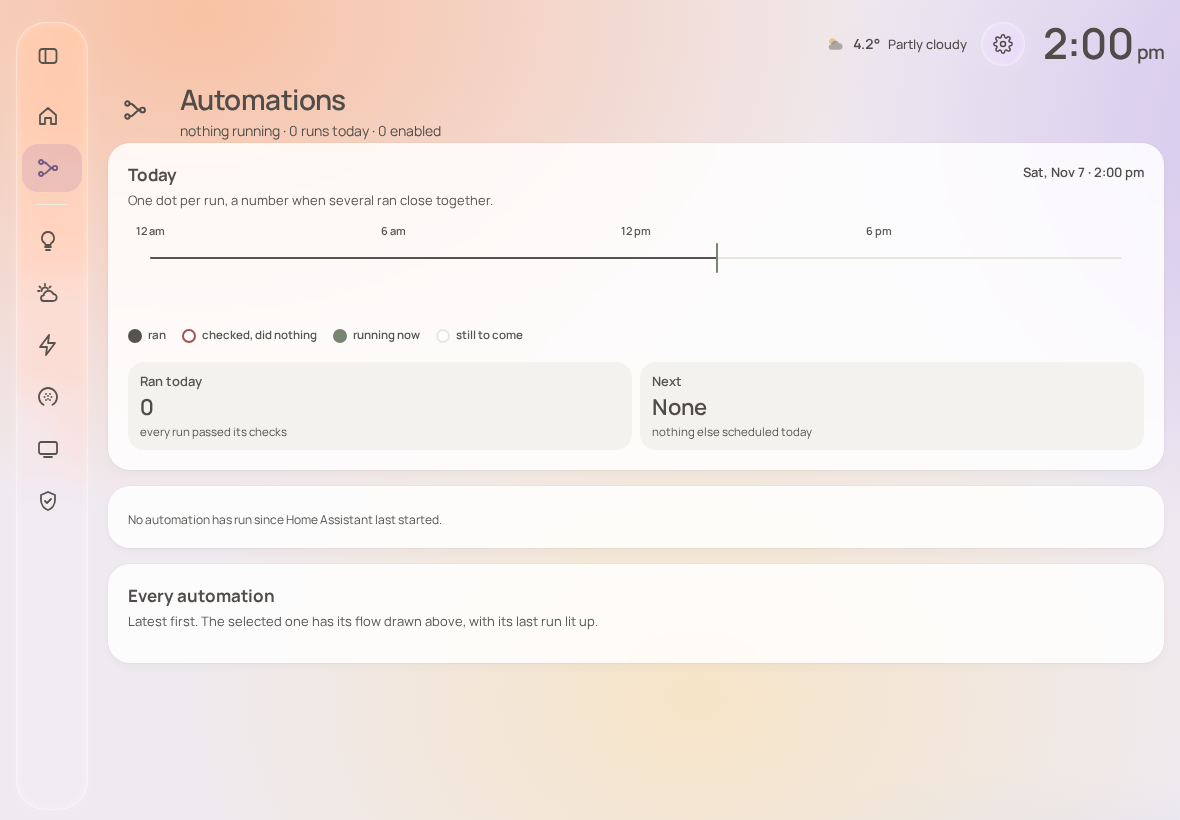 4.2° Partly cloudy
2:00 pm
Automations
nothing running · 0 runs today · 0 enabled
Today
Sat, Nov 7 · 2:00 pm
One dot per run, a number when several ran close together.
12 am 6 am 12 pm 6 pm
ran checked, did nothing running now still to come
Ran today
0
every run passed its checks
Next
None
nothing else scheduled today
No automation has run since Home Assistant last started.
Every automation
Latest first. The selected one has its flow drawn above, with its last run lit up.